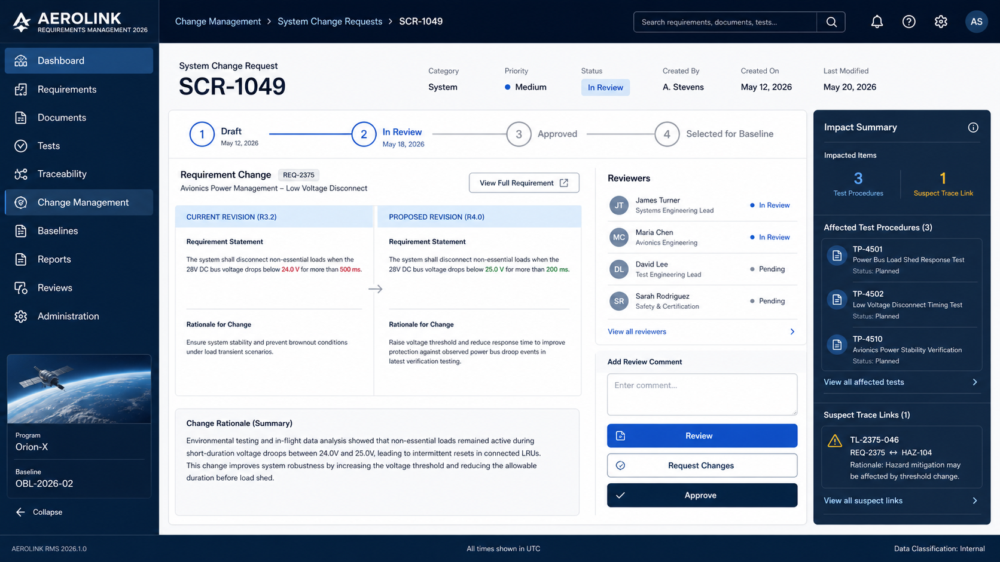 AEROLINK
REQUIREMENTS MANAGEMENT 2026
Change Management > System Change Requests > SCR-1049
Search requirements, documents, tests...
AS
Dashboard
Requirements
Documents
Tests
Traceability
Change Management
Baselines
Reports
Reviews
Administration
Program
Orion-X
Baseline
OBL-2026-02
Collapse
System Change Request
SCR-1049
Category
System
Priority
Medium
Status
In Review
Created By
A. Stevens
Created On
May 12, 2026
Last Modified
May 20, 2026
1
Draft
May 12, 2026
2
In Review
May 18, 2026
3
Approved
4
Selected for Baseline
Requirement Change
REQ-2375
Avionics Power Management – Low Voltage Disconnect
View Full Requirement
CURRENT REVISION (R3.2)
Requirement Statement
The system shall disconnect non-essential loads when the
28V DC bus voltage drops below 24.0 V for more than 500 ms.
Rationale for Change
Ensure system stability and prevent brownout conditions
under load transient scenarios.
PROPOSED REVISION (R4.0)
Requirement Statement
The system shall disconnect non-essential loads when the
28V DC bus voltage drops below 25.0 V for more than 200 ms.
Rationale for Change
Raise voltage threshold and reduce response time to improve
protection against observed power bus droop events in
latest verification testing.
Change Rationale (Summary)
Environmental testing and in-flight data analysis showed that non-essential loads remained active during
short-duration voltage droops between 24.0V and 25.0V, leading to intermittent resets in connected LRUs.
This change improves system robustness by increasing the voltage threshold and reducing the allowable
duration before load shed.
Reviewers
JT
James Turner
Systems Engineering Lead
In Review
MC
Maria Chen
Avionics Engineering
In Review
DL
David Lee
Test Engineering Lead
Pending
SR
Sarah Rodriguez
Safety & Certification
Pending
View all reviewers
Add Review Comment
Enter comment...
Review
Request Changes
Approve
Impact Summary
Impacted Items
3
Test Procedures
1
Suspect Trace Link
Affected Test Procedures (3)
TP-4501
Power Bus Load Shed Response Test
Status: Planned
TP-4502
Low Voltage Disconnect Timing Test
Status: Planned
TP-4510
Avionics Power Stability Verification
Status: Planned
View all affected tests
Suspect Trace Links (1)
TL-2375-046
REQ-2375 ↔ HAZ-104
Rationale: Hazard mitigation may
be affected by threshold change.
View all suspect links
AEROLINK RMS 2026.1.0
All times shown in UTC
Data Classification: Internal